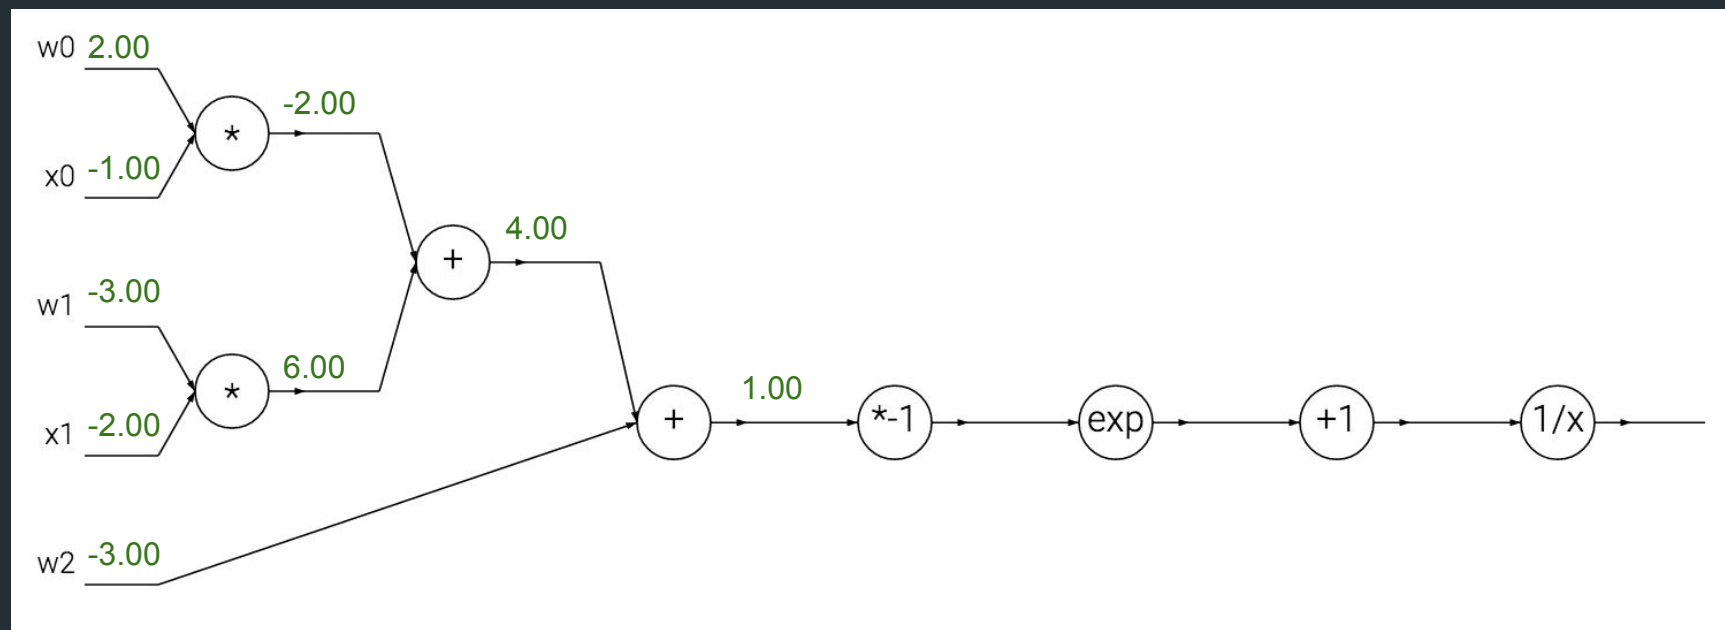 w0 2.00
-2.00
*
x0 -1.00
4.00
+
w1 -3.00
6.00
*
x1 -2.00
1.00
+ *-1 exp +1 1/x
w2 -3.00